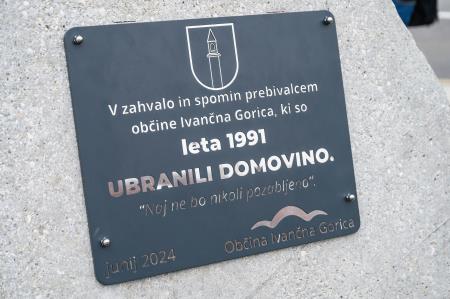 V zahvalo in spomin prebivalcem
občine Ivančna Gorica, ki so
leta 1991
UBRANILI DOMOVINO.
"Naj ne bo nikoli pozabljeno".
junij 2024
Občina Ivančna Gorica